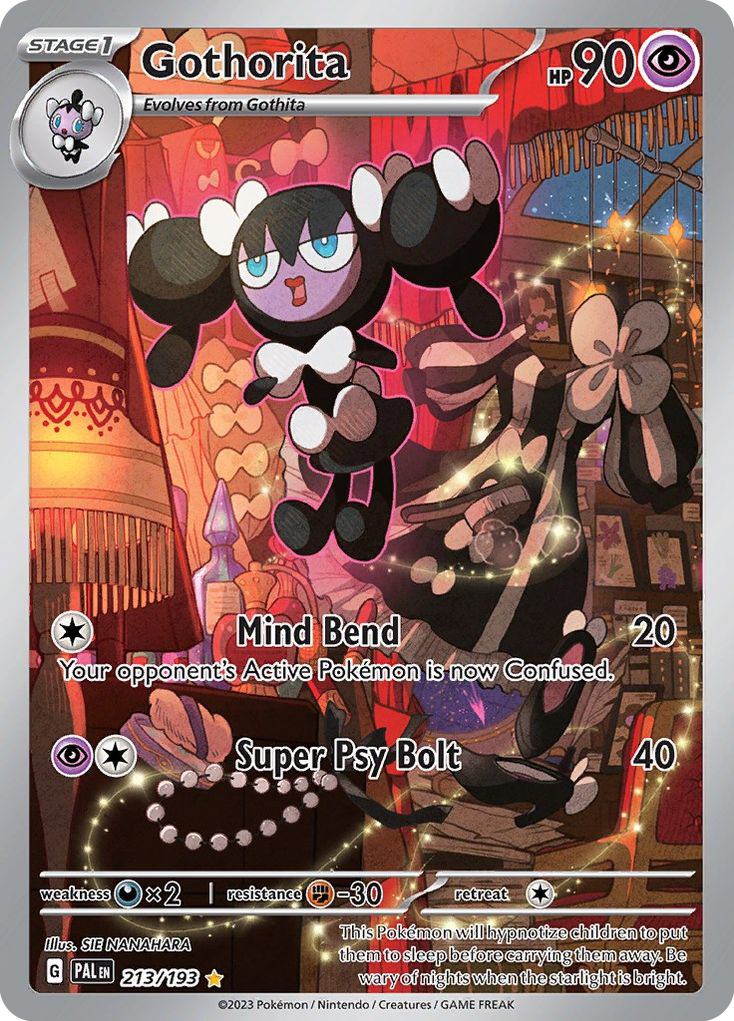 STAGE 1
Gothorita
HP 90
Evolves from Gothita
Mind Bend 20
Your opponent's Active Pokémon is now Confused.
Super Psy Bolt 40
weakness ×2 resistance -30 retreat
Illus. SIE NANAHARA
G PAL EN 213/193
This Pokémon will hypnotize children to put
them to sleep before carrying them away. Be
wary of nights when the starlight is bright.
©2023 Pokémon / Nintendo / Creatures / GAME FREAK